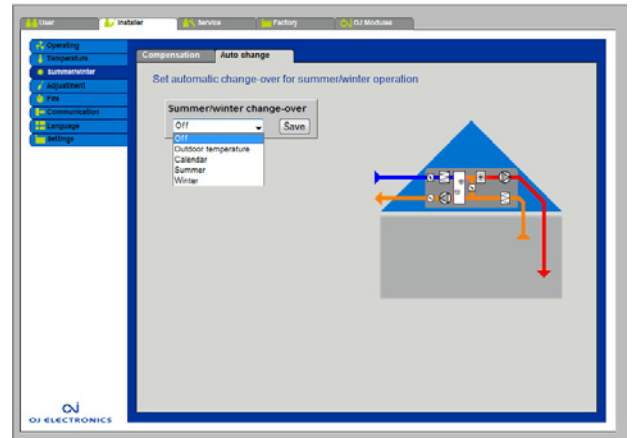 User
Installer
Service
Factory
OJ Modules
Operating
Temperature
Summer/winter
Adjustment
Fire
Communication
Language
Settings
Compensation
Auto change
Set automatic change-over for summer/winter operation
Summer/winter change-over
Off
Save
Off
Outdoor temperature
Calendar
Summer
Winter
OJ ELECTRONICS